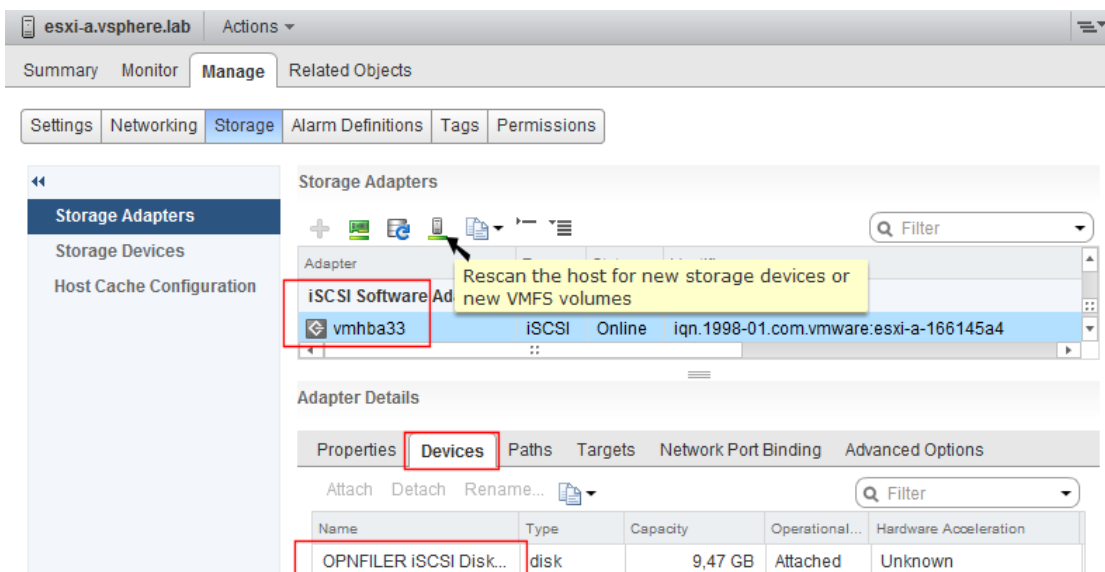 esxi-a.vsphere.lab Actions
Summary Monitor Manage Related Objects
Settings Networking Storage Alarm Definitions Tags Permissions
Storage Adapters
Storage Devices
Host Cache Configuration
Storage Adapters
Filter
Adapter
Rescan the host for new storage devices or
new VMFS volumes
iSCSI Software Ad
vmhba33 iSCSI Online iqn.1998-01.com.vmware:esxi-a-166145a4
Adapter Details
Properties Devices Paths Targets Network Port Binding Advanced Options
Attach Detach Rename... Filter
Name Type Capacity Operational... Hardware Acceleration
OPNFILER iSCSI Disk... disk 9,47 GB Attached Unknown